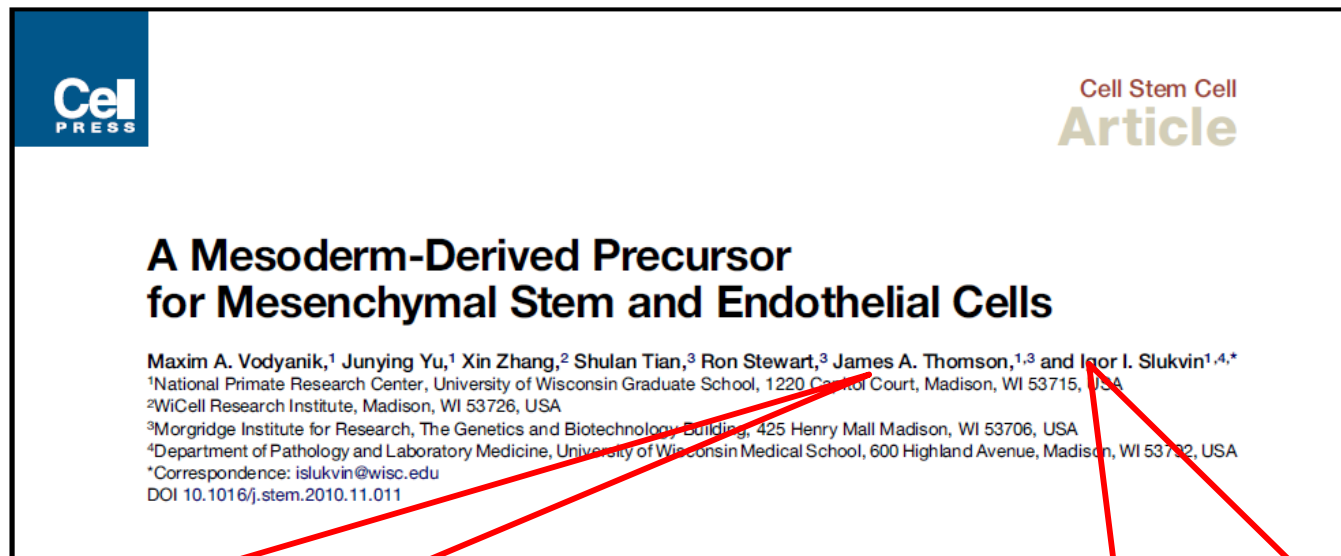 Cell
PRESS
Cell Stem Cell
Article
A Mesoderm-Derived Precursor
for Mesenchymal Stem and Endothelial Cells
Maxim A. Vodyanik,¹ Junying Yu,¹ Xin Zhang,² Shulan Tian,³ Ron Stewart,³ James A. Thomson,¹,³ and Igor I. Slukvin¹,⁴,*
¹National Primate Research Center, University of Wisconsin Graduate School, 1220 Capitol Court, Madison, WI 53715, USA
²WiCell Research Institute, Madison, WI 53726, USA
³Morgridge Institute for Research, The Genetics and Biotechnology Building, 425 Henry Mall Madison, WI 53706, USA
⁴Department of Pathology and Laboratory Medicine, University of Wisconsin Medical School, 600 Highland Avenue, Madison, WI 53792, USA
*Correspondence: islukvin@wisc.edu
DOI 10.1016/j.stem.2010.11.011